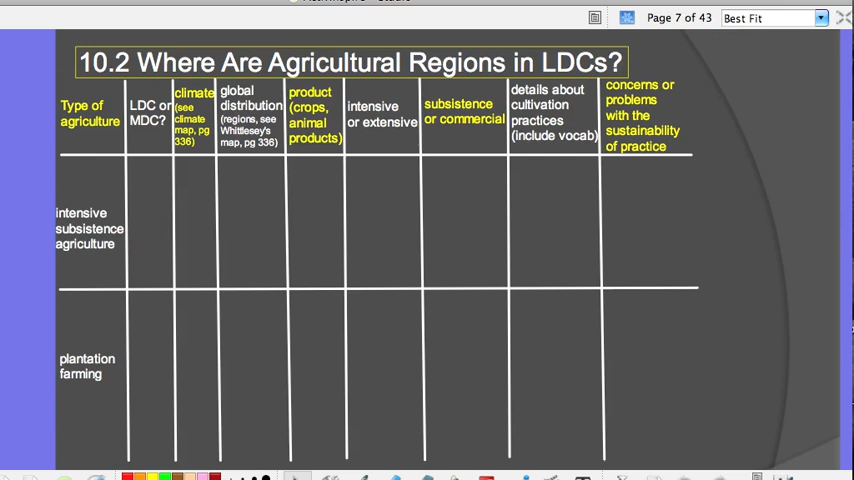 Page 7 of 43
Best Fit
10.2 Where Are Agricultural Regions in LDCs?
Type of
agriculture
LDC or
MDC?
climate
(see
climate
map, pg
336)
global
distribution
(regions, see
Whittlesey's
map, pg 336)
product
(crops,
animal
products)
intensive
or extensive
subsistence
or commercial
details about
cultivation
practices
(include vocab)
concerns or
problems
with the
sustainability
of practice
intensive
subsistence
agriculture
plantation
farming